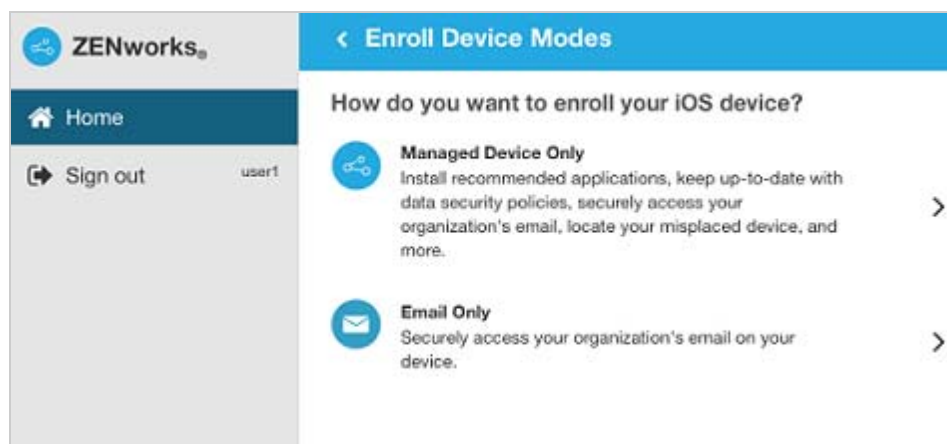 ZENworks®
Home
Sign out
user1
Enroll Device Modes
How do you want to enroll your iOS device?
Managed Device Only
Install recommended applications, keep up-to-date with
data security policies, securely access your
organization's email, locate your misplaced device, and
more.
Email Only
Securely access your organization's email on your
device.